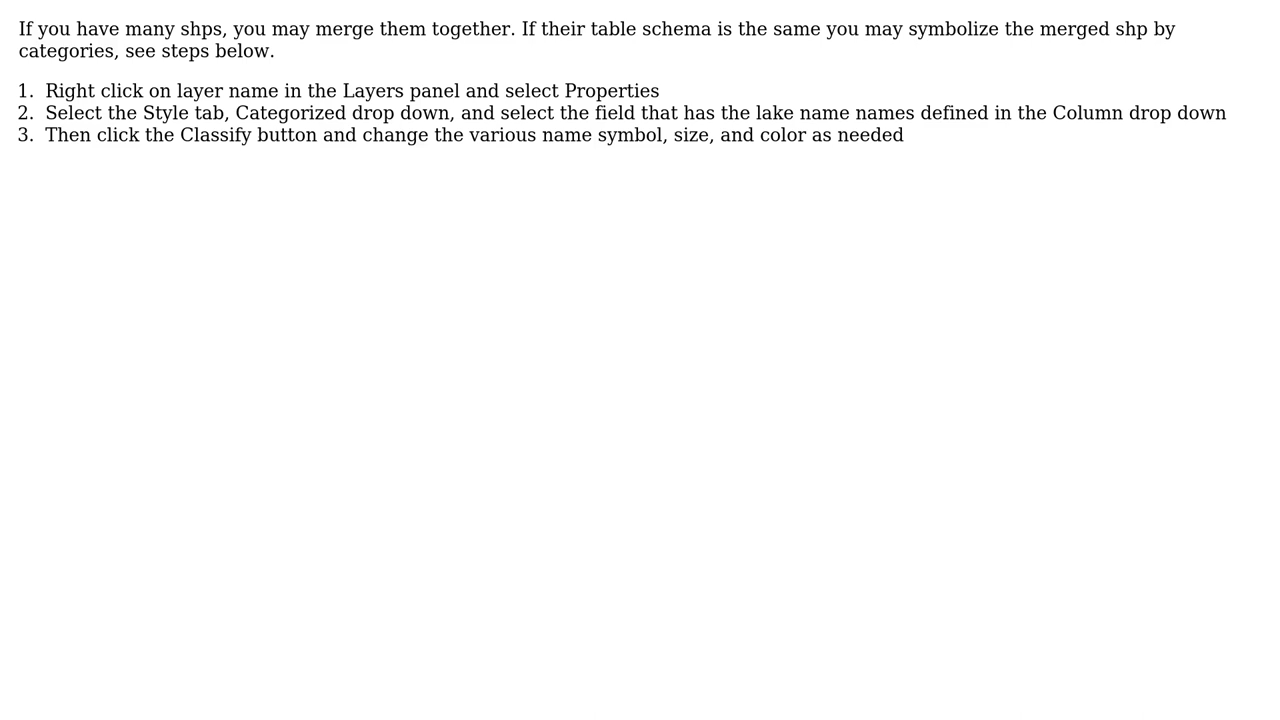 If you have many shps, you may merge them together. If their table schema is the same you may symbolize the merged shp by
categories, see steps below.
1. Right click on layer name in the Layers panel and select Properties
2. Select the Style tab, Categorized drop down, and select the field that has the lake name names defined in the Column drop down
3. Then click the Classify button and change the various name symbol, size, and color as needed